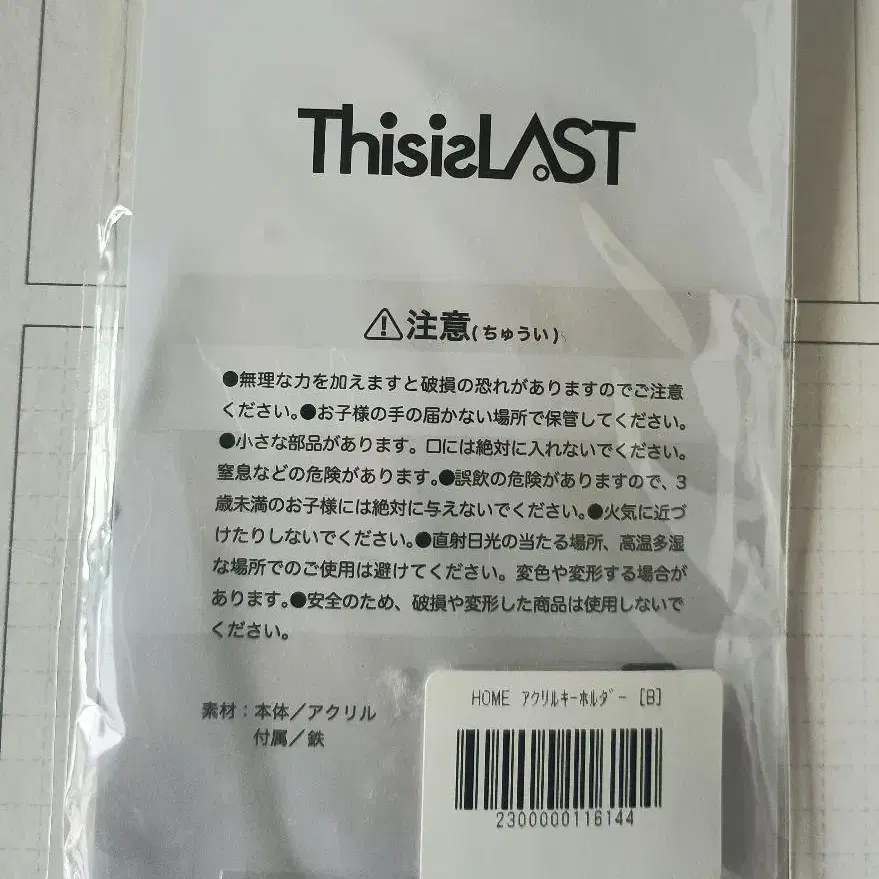 ThisisLAST
注意(ちゅうい)
●無理な力を加えますと破損の恐れがありますのでご注意
ください。●お子様の手の届かない場所で保管してください。
●小さな部品があります。口には絶対に入れないでください。
窒息などの危険があります。●誤飲の危険がありますので、3
歳未満のお子様には絶対に与えないでください。●火気に近づ
けたりしないでください。●直射日光の当たる場所、高温多湿
な場所でのご使用は避けてください。変色や変形する場合が
あります。●安全のため、破損や変形した商品は使用しないで
ください。
素材：本体／アクリル
付属／鉄
HOME アクリルキーホルダー [B]
2300000116144